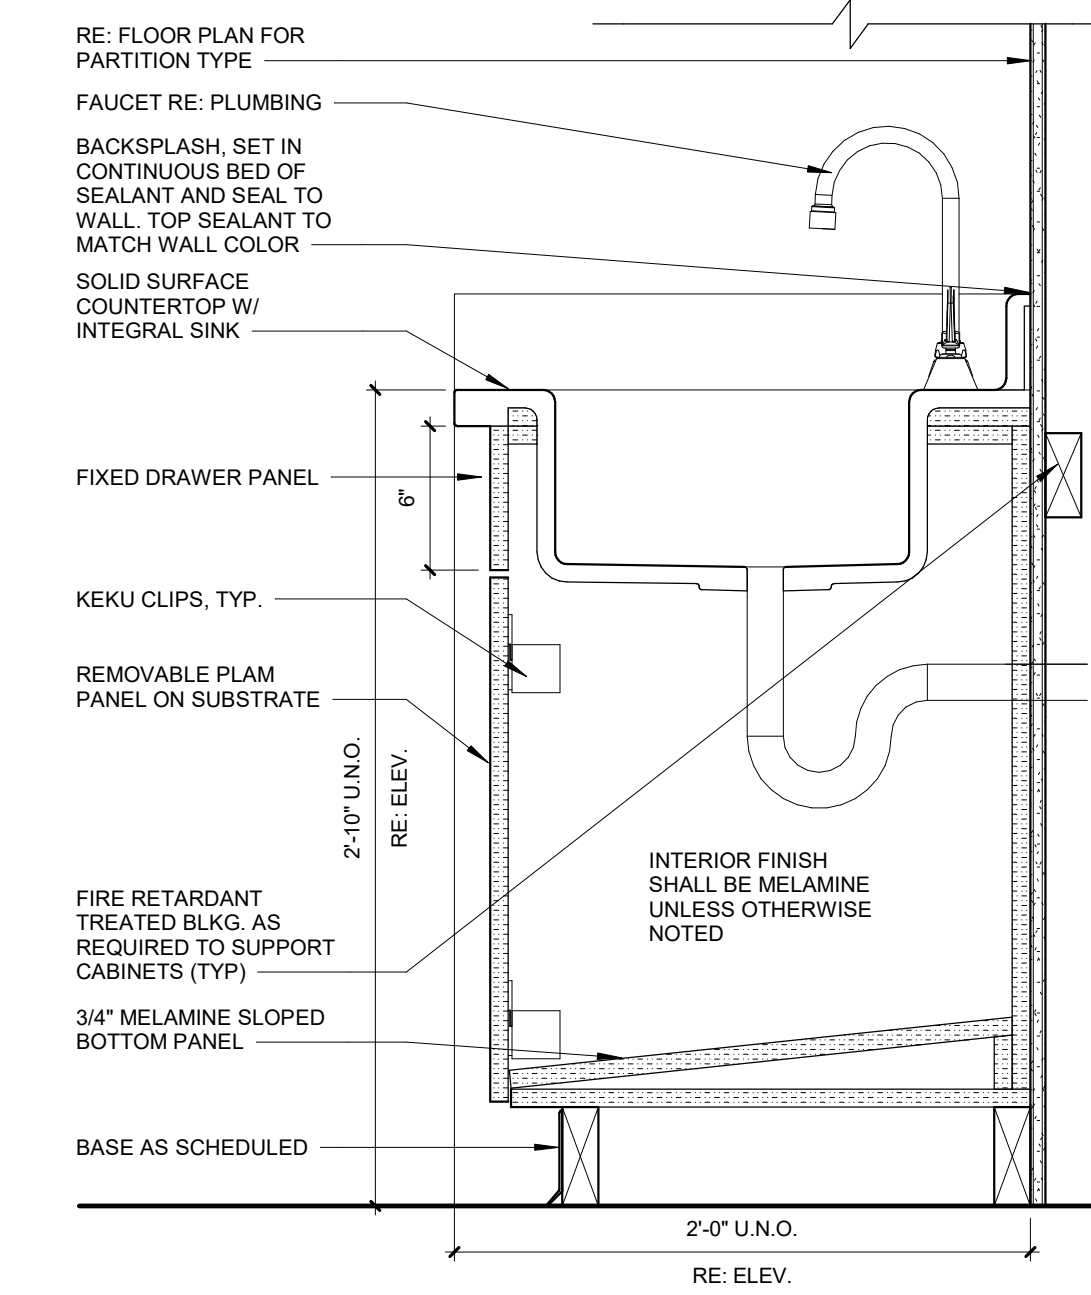 RE: FLOOR PLAN FOR
PARTITION TYPE
FAUCET RE: PLUMBING
BACKSPLASH, SET IN
CONTINUOUS BED OF
SEALANT AND SEAL TO
WALL. TOP SEALANT TO
MATCH WALL COLOR
SOLID SURFACE
COUNTERTOP W/
INTEGRAL SINK
FIXED DRAWER PANEL
6"
KEKU CLIPS, TYP.
REMOVABLE PLAM
PANEL ON SUBSTRATE
2'-10" U.N.O.
RE: ELEV.
INTERIOR FINISH
SHALL BE MELAMINE
UNLESS OTHERWISE
NOTED
FIRE RETARDANT
TREATED BLKG. AS
REQUIRED TO SUPPORT
CABINETS (TYP)
3/4" MELAMINE SLOPED
BOTTOM PANEL
BASE AS SCHEDULED
2'-0" U.N.O.
RE: ELEV.